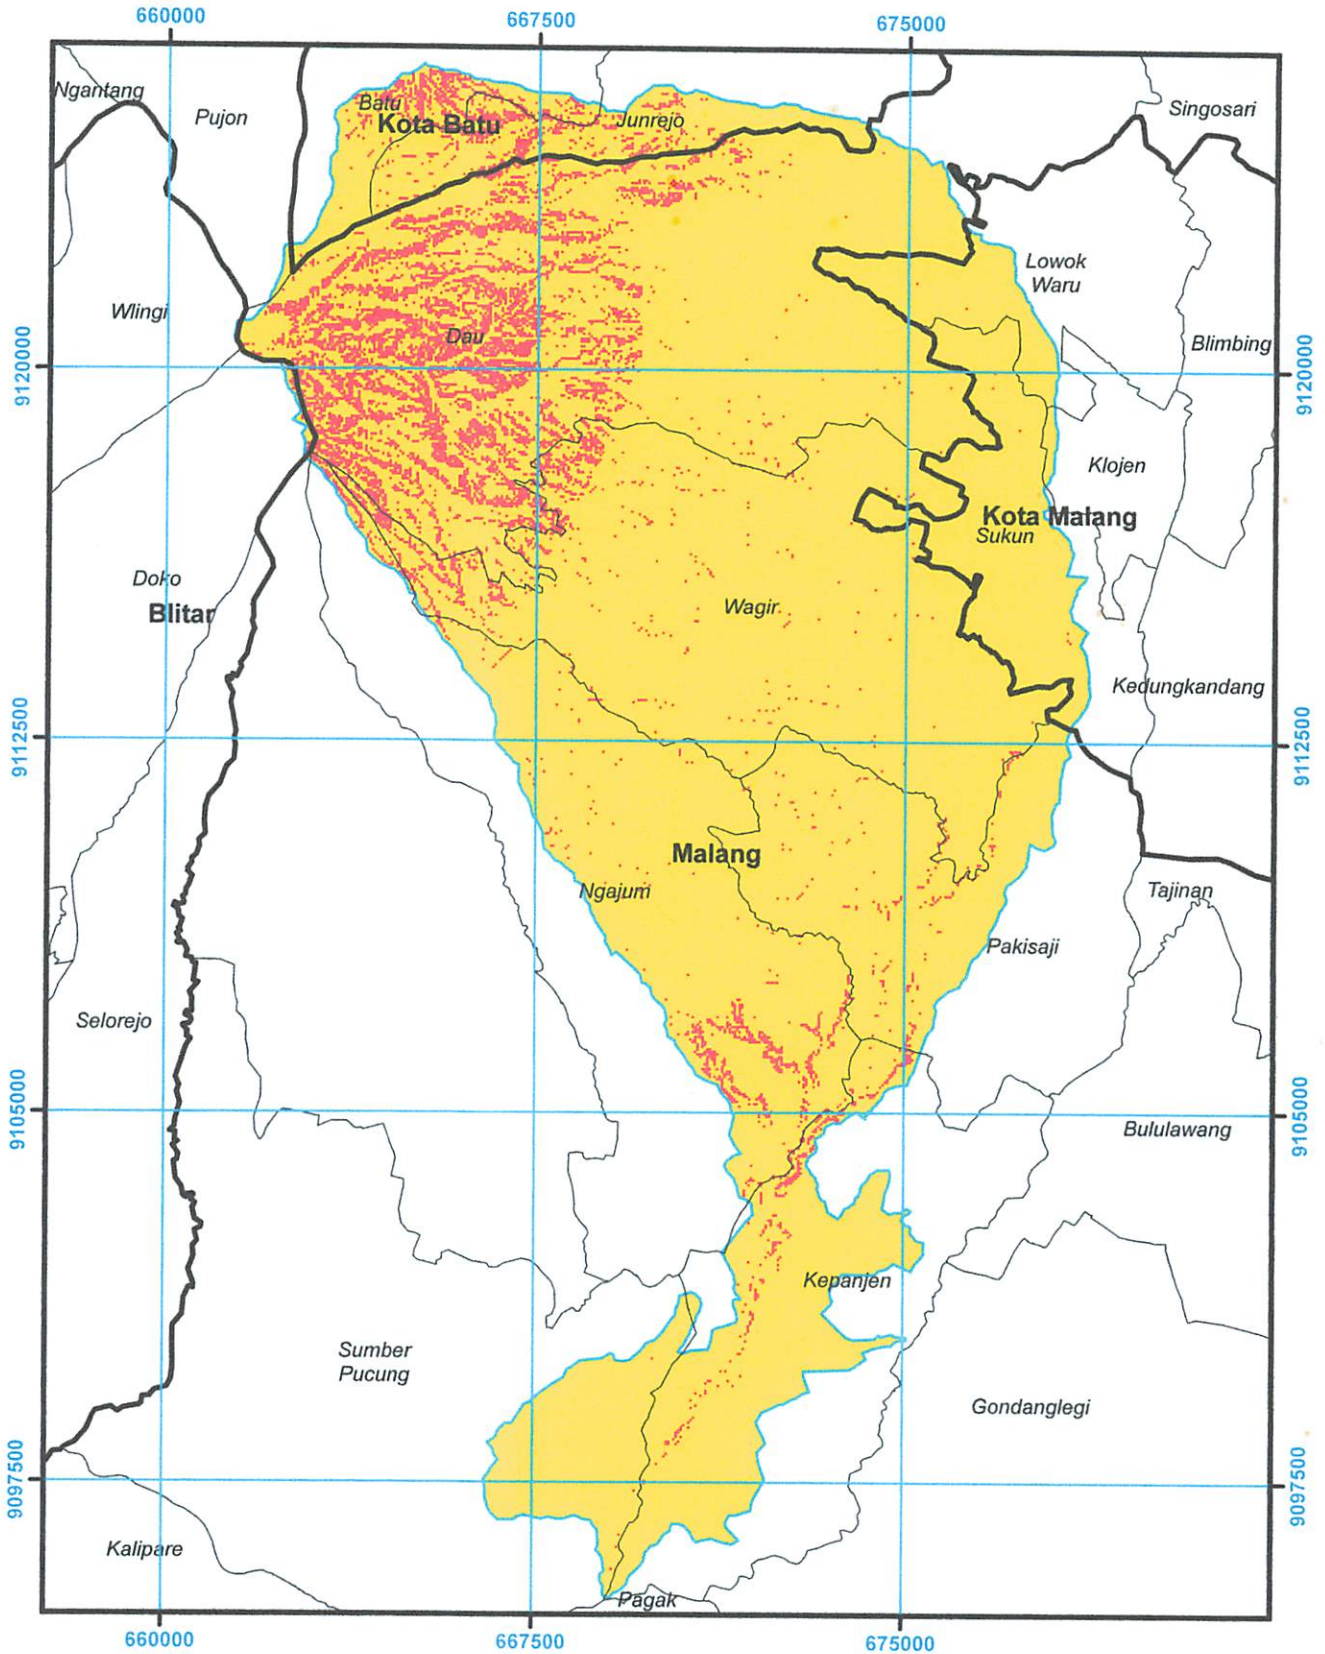 660000
667500
675000
Ngantang
Pujon
Batu
Kota Batu
Junrejo
Singosari
Lowok
Waru
Wlingi
Dau
Blimbing
9120000
9120000
Klojen
Kota Malang
Sukun
Doko
Blitar
Wagir
Kedungkandang
9112500
9112500
Malang
Ngajum
Tajinan
Pakisaji
Selorejo
9105000
9105000
Bululawang
Kepanjen
Sumber
Pucung
Gondanglegi
9097500
9097500
Kalipare
Pagak
660000
667500
675000